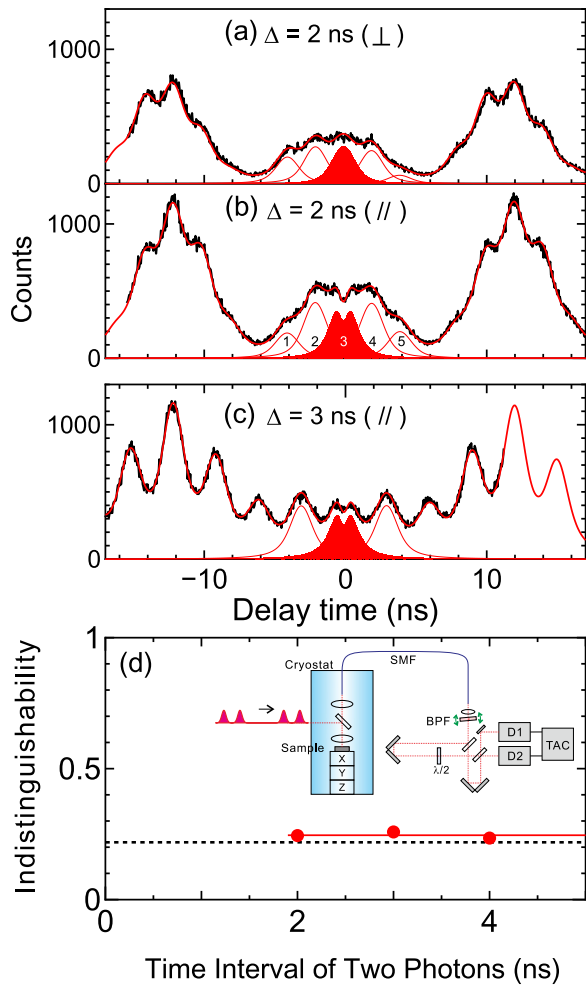 (a) Δ = 2 ns (⊥)
1000
0
(b) Δ = 2 ns (//)
1000
0
1 2 3 4 5
(c) Δ = 3 ns (//)
1000
0
Counts
−10 0 10
Delay time (ns)
(d)
1
0.5
0
Indistinguishability
Cryostat
SMF
BPF
Sample
X
Y
Z
λ/2
D1
D2
TAC
0 2 4
Time Interval of Two Photons (ns)